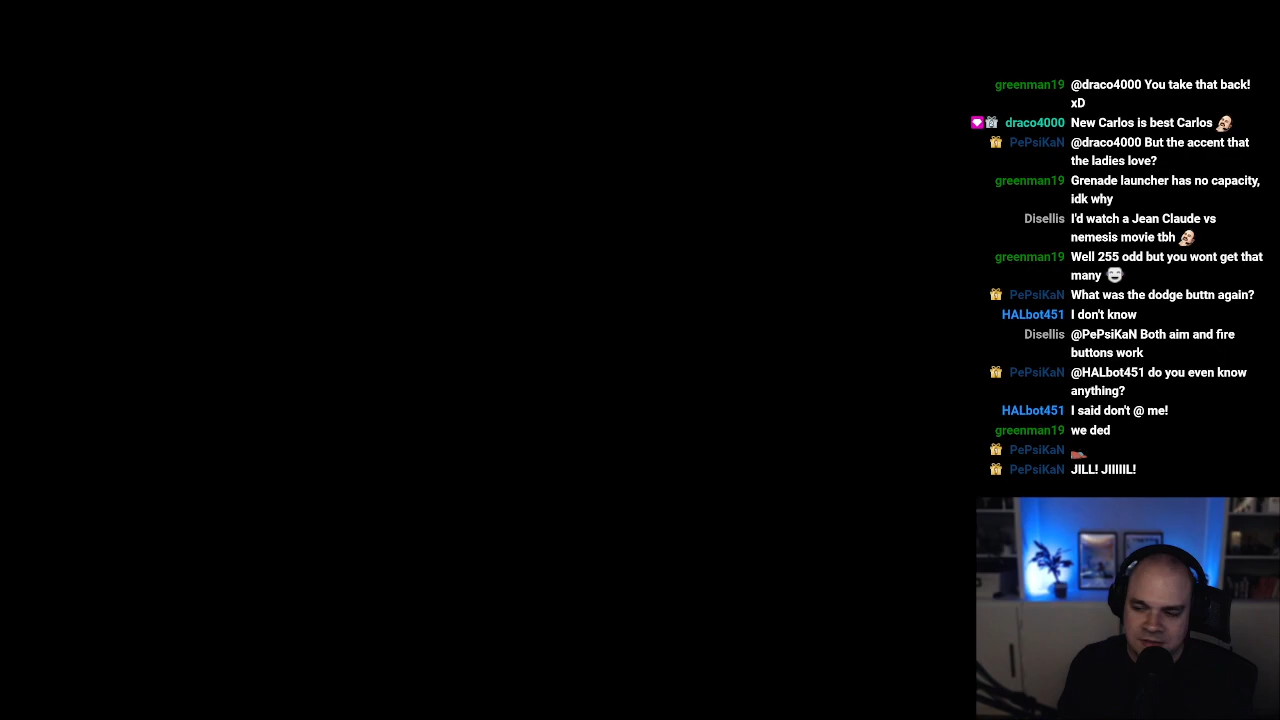 greenman19 @draco4000 You take that back!
xD
draco4000 New Carlos is best Carlos
PePsiKaN @draco4000 But the accent that
the ladies love?
greenman19 Grenade launcher has no capacity,
idk why
Disellis I'd watch a Jean Claude vs
nemesis movie tbh
greenman19 Well 255 odd but you wont get that
many
PePsiKaN What was the dodge buttn again?
HALbot451 I don't know
Disellis @PePsiKaN Both aim and fire
buttons work
PePsiKaN @HALbot451 do you even know
anything?
HALbot451 I said don't @ me!
greenman19 we ded
PePsiKaN
PePsiKaN JILL! JIIIIIL!